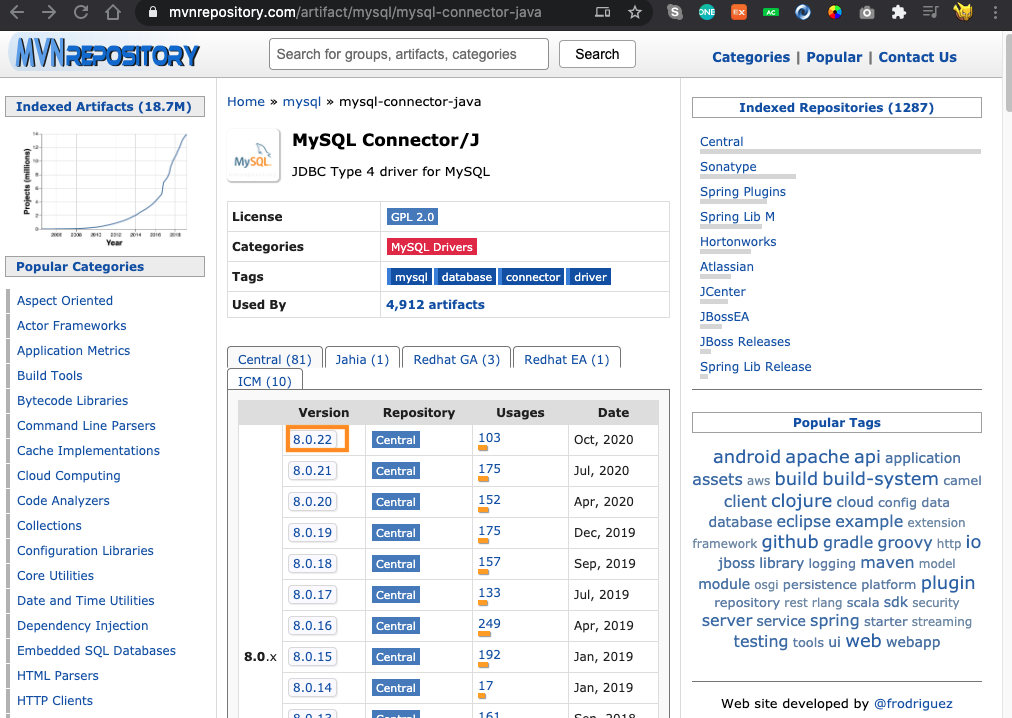 mvnrepository.com/artifact/mysql/mysql-connector-java
MVNREPOSITORY
Search for groups, artifacts, categories
Search
Categories | Popular | Contact Us
Indexed Artifacts (18.7M)
Projects (millions)
Year
Popular Categories
Aspect Oriented
Actor Frameworks
Application Metrics
Build Tools
Bytecode Libraries
Command Line Parsers
Cache Implementations
Cloud Computing
Code Analyzers
Collections
Configuration Libraries
Core Utilities
Date and Time Utilities
Dependency Injection
Embedded SQL Databases
HTML Parsers
HTTP Clients
Home » mysql » mysql-connector-java
MySQL
MySQL Connector/J
JDBC Type 4 driver for MySQL
License GPL 2.0
Categories MySQL Drivers
Tags mysql database connector driver
Used By 4,912 artifacts
Central (81) Jahia (1) Redhat GA (3) Redhat EA (1)
ICM (10)
Version Repository Usages Date
8.0.22 Central 103 Oct, 2020
8.0.21 Central 175 Jul, 2020
8.0.20 Central 152 Apr, 2020
8.0.19 Central 175 Dec, 2019
8.0.18 Central 157 Sep, 2019
8.0.17 Central 133 Jul, 2019
8.0.16 Central 249 Apr, 2019
8.0.x 8.0.15 Central 192 Jan, 2019
8.0.14 Central 17 Jan, 2019
8.0.13 Central 161 Sep, 2018
Indexed Repositories (1287)
Central
Sonatype
Spring Plugins
Spring Lib M
Hortonworks
Atlassian
JCenter
JBossEA
JBoss Releases
Spring Lib Release
Popular Tags
android apache api application
assets aws build build-system camel
client clojure cloud config data
database eclipse example extension
framework github gradle groovy http io
jboss library logging maven model
module osgi persistence platform plugin
repository rest rlang scala sdk security
server service spring starter streaming
testing tools ui web webapp
Web site developed by @frodriguez